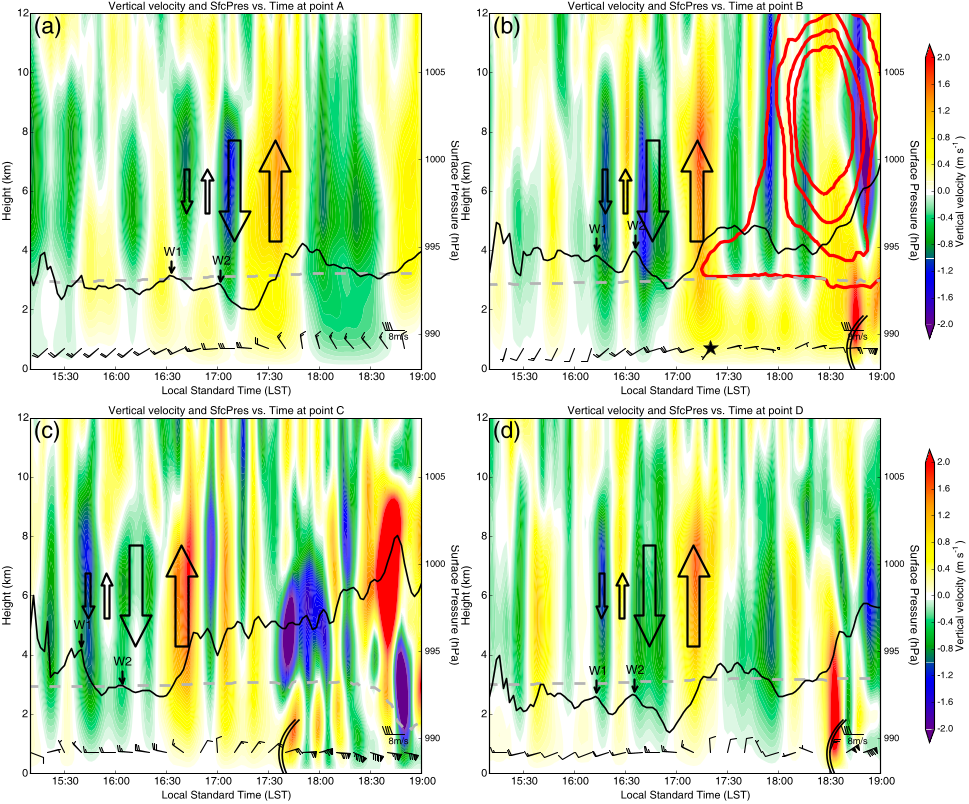 Vertical velocity and SfcPres vs. Time at point A
(a)
12
10
8
6
4
2
0
Height (km)
W1
W2
8m/s
1005
1000
995
990
Surface Pressure (hPa)
15:30 16:00 16:30 17:00 17:30 18:00 18:30 19:00
Local Standard Time (LST)
Vertical velocity and SfcPres vs. Time at point B
(b)
12
10
8
6
4
2
0
Height (km)
W1
W2
m/s
1005
1000
995
990
Surface Pressure (hPa)
15:30 16:00 16:30 17:00 17:30 18:00 18:30 19:00
Local Standard Time (LST)
2.0
1.6
1.2
0.8
0.4
0.0
-0.4
-0.8
-1.2
-1.6
-2.0
Vertical velocity (m s⁻¹)
Vertical velocity and SfcPres vs. Time at point C
(c)
12
10
8
6
4
2
0
Height (km)
W
W2
8m/s
1005
1000
995
990
Surface Pressure (hPa)
15:30 16:00 16:30 17:00 17:30 18:00 18:30 19:00
Local Standard Time (LST)
Vertical velocity and SfcPres vs. Time at point D
(d)
12
10
8
6
4
2
0
Height (km)
W1
W2
8m/s
1005
1000
995
990
Surface Pressure (hPa)
15:30 16:00 16:30 17:00 17:30 18:00 18:30 19:00
Local Standard Time (LST)
2.0
1.6
1.2
0.8
0.4
0.0
-0.4
-0.8
-1.2
-1.6
-2.0
Vertical velocity (m s⁻¹)